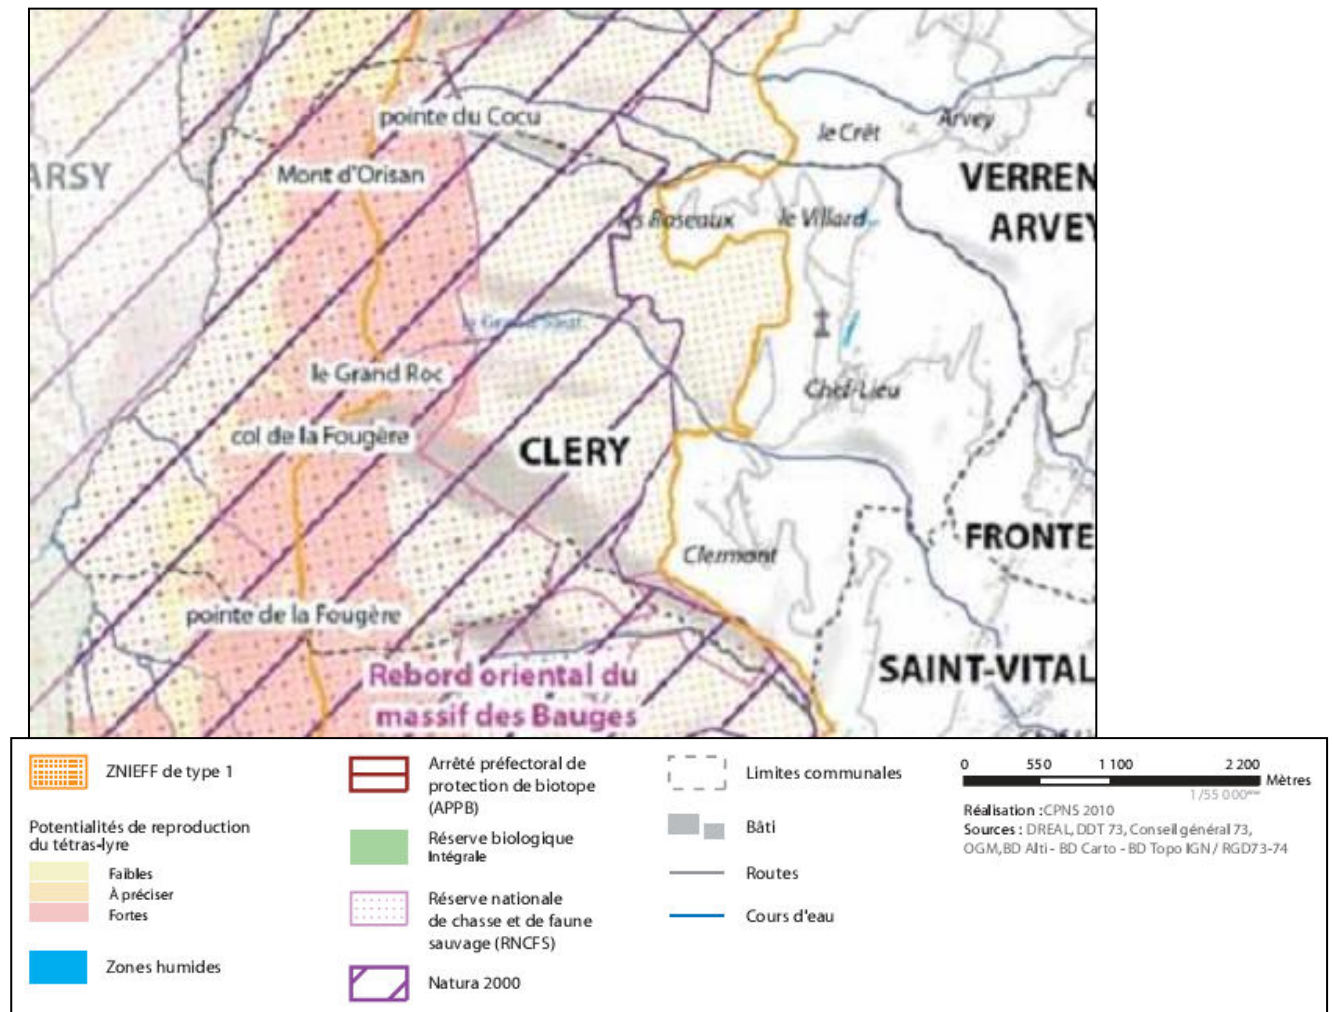 pointe du Cocu
le Crêt
Arvey
ARSY
Mont d'Orisan
VERREN
ARVEY
les Roseaux
le Villard
le Grand Roc
Chef-Lieu
col de la Fougère
CLERY
FRONTE
Clermont
pointe de la Fougère
SAINT-VITAL
Rebord oriental du
massif des Bauges
ZNIEFF de type 1
Potentialités de reproduction
du tétras-lyre
Faibles
À préciser
Fortes
Zones humides
Arrêté préfectoral de
protection de biotope
(APPB)
Réserve biologique
Intégrale
Réserve nationale
de chasse et de faune
sauvage (RNCFS)
Natura 2000
Limites communales
Bâti
Routes
Cours d'eau
0 550 1 100 2 200
Mètres
1/55 000ème
Réalisation :CPNS 2010
Sources : DREAL, DDT 73, Conseil général 73,
OGM,BD Alti - BD Carto - BD Topo IGN / RGD73-74